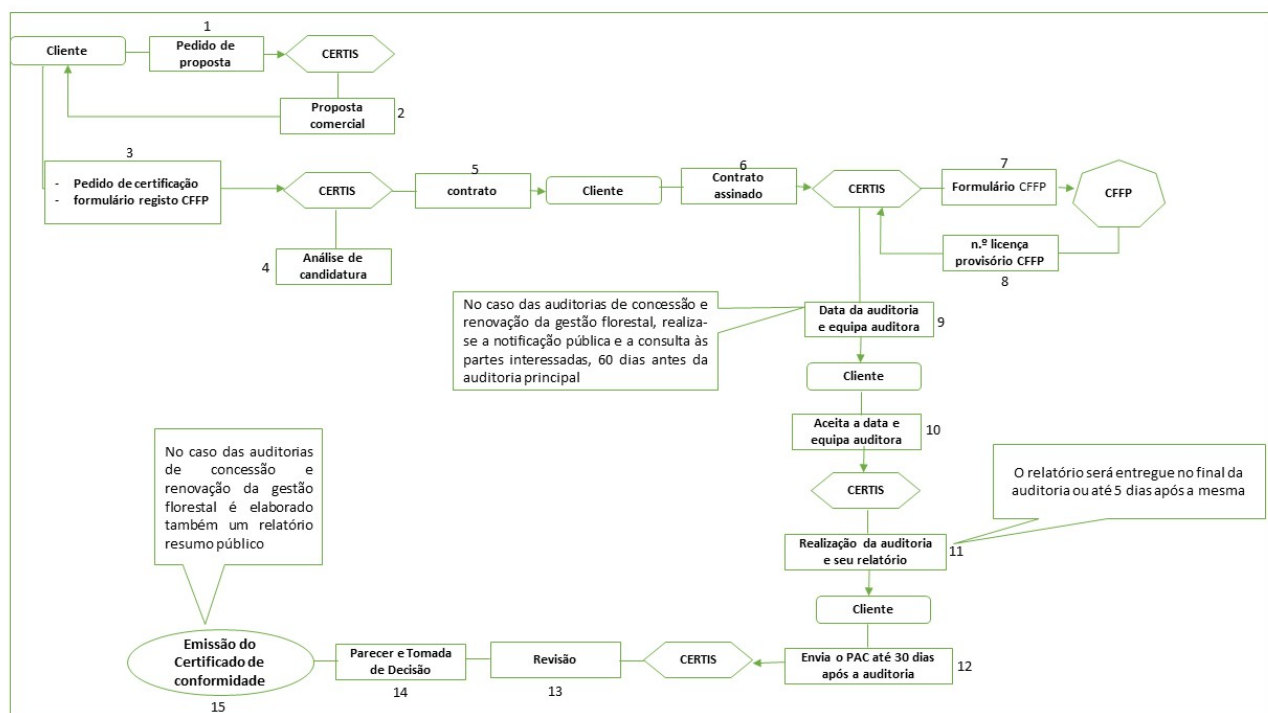 1
Cliente
Pedido de
proposta
CERTIS
Proposta
comercial
2
3
- Pedido de certificação
- formulário registo CFFP
CERTIS
4
Análise de
candidatura
5
contrato
Cliente
6
Contrato
assinado
CERTIS
7
Formulário CFFP
CFFP
n.º licença
provisório CFFP
8
No caso das auditorias de concessão e
renovação da gestão florestal, realiza-
se a notificação pública e a consulta às
partes interessadas, 60 dias antes da
auditoria principal
Data da auditoria
e equipa auditora
9
Cliente
Aceita a data e
equipa auditora
10
CERTIS
O relatório será entregue no final da
auditoria ou até 5 dias após a mesma
Realização da auditoria
e seu relatório
11
Cliente
Envia o PAC até 30 dias
após a auditoria
12
CERTIS
Revisão
13
Parecer e Tomada
de Decisão
14
No caso das auditorias
de concessão e
renovação da gestão
florestal é elaborado
também um relatório
resumo público
Emissão do
Certificado de
conformidade
15